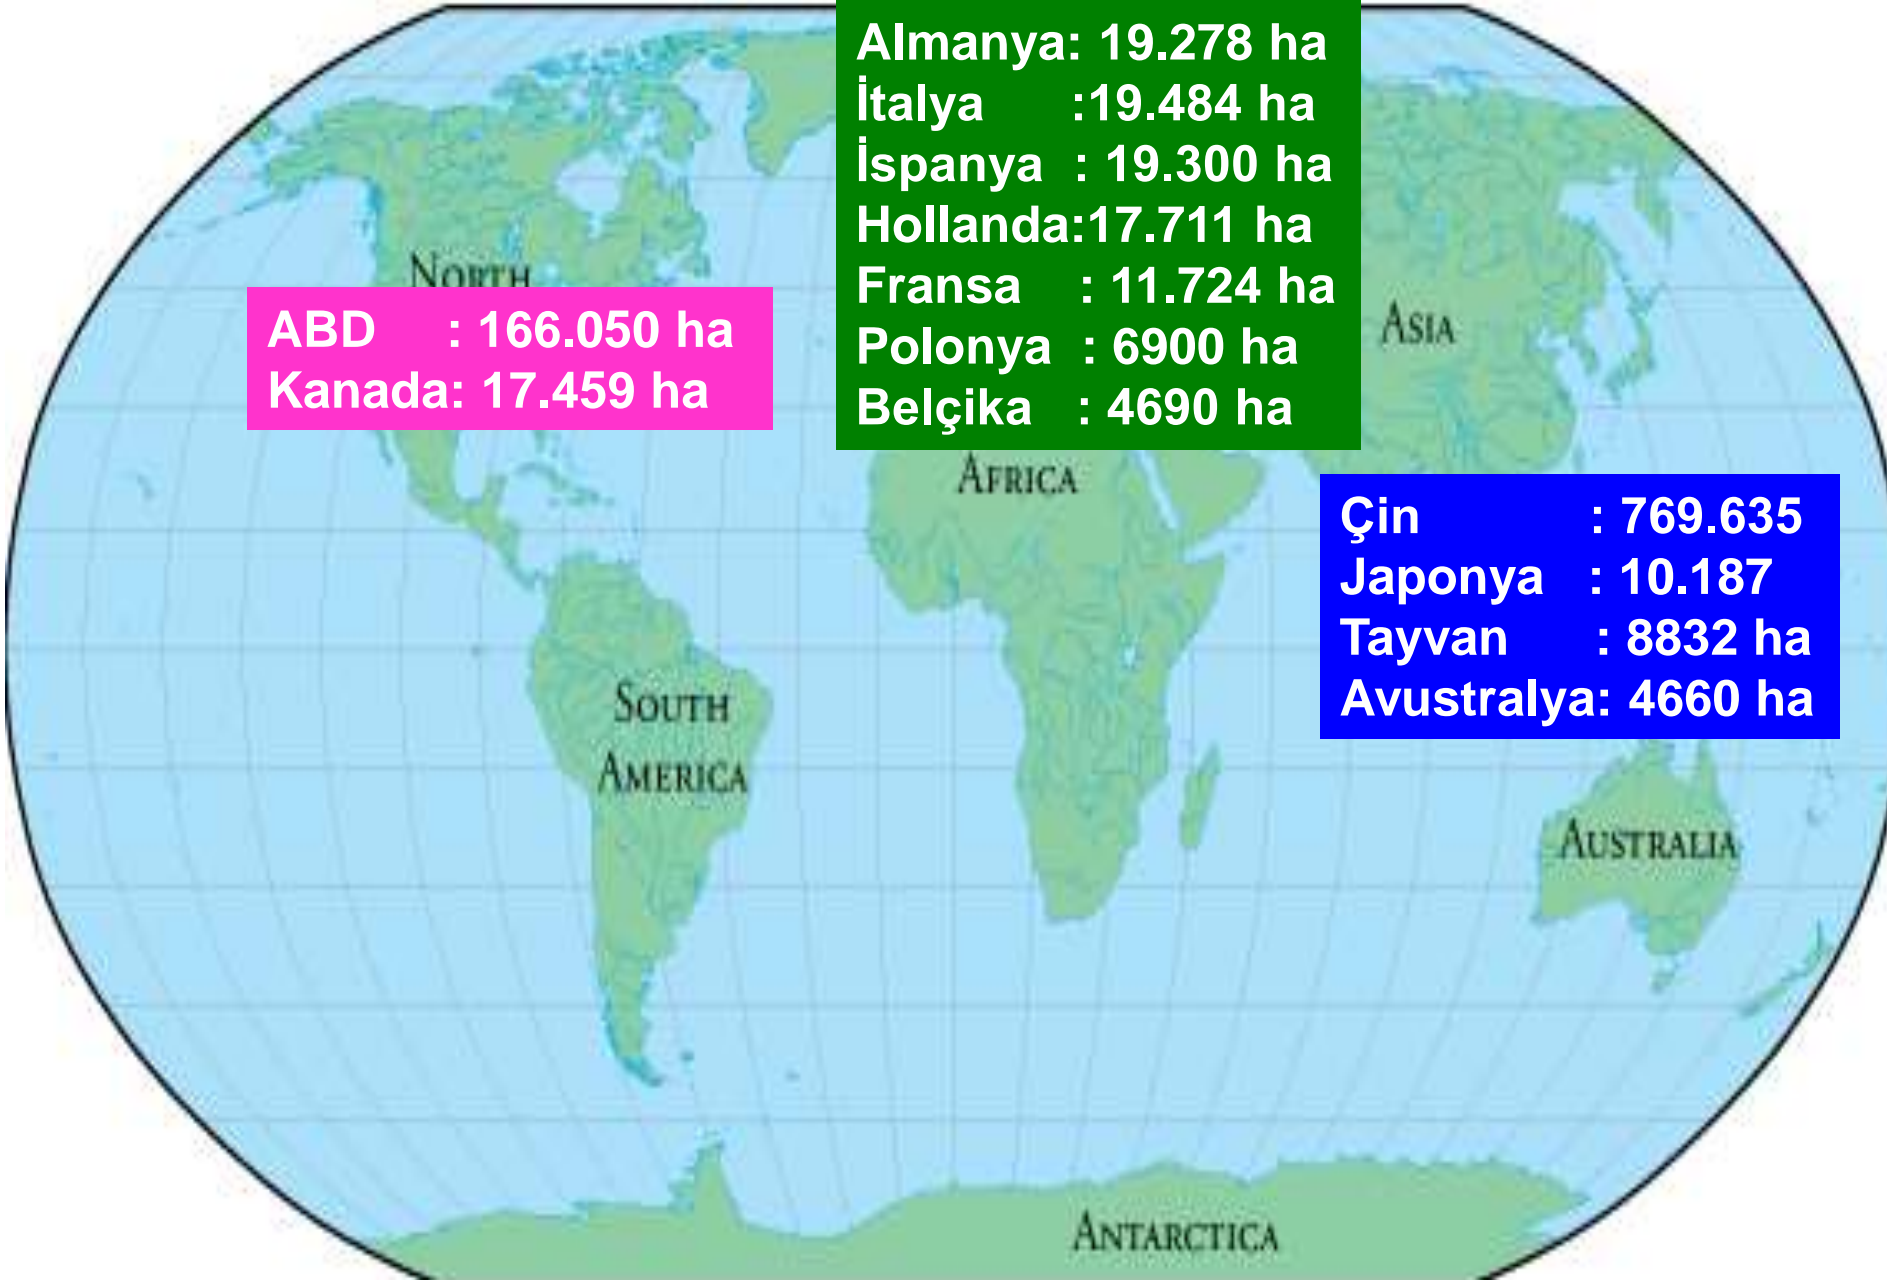 Almanya: 19.278 ha
İtalya :19.484 ha
İspanya : 19.300 ha
Hollanda:17.711 ha
Fransa : 11.724 ha
Polonya : 6900 ha
Belçika : 4690 ha
NORTH
ABD : 166.050 ha
Kanada: 17.459 ha
ASIA
AFRICA
Çin : 769.635
Japonya : 10.187
Tayvan : 8832 ha
Avustralya: 4660 ha
SOUTH
AMERICA
AUSTRALIA
ANTARCTICA